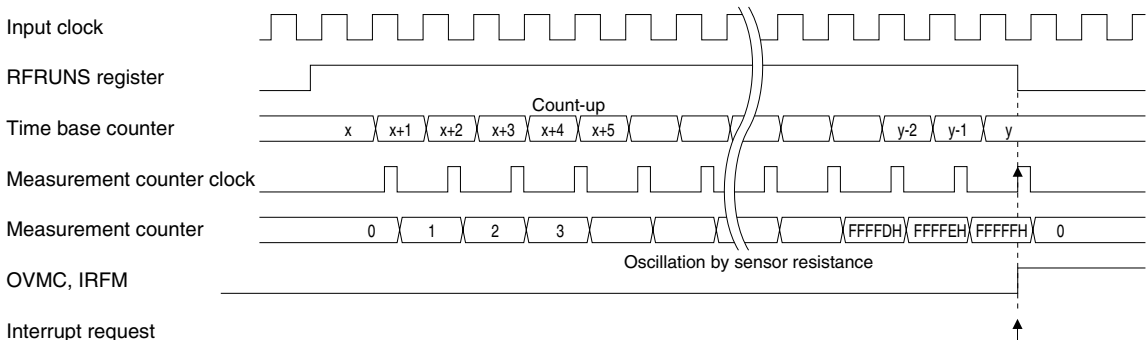 Input clock
RFRUNS register
Count-up
Time base counter x x+1 x+2 x+3 x+4 x+5 y-2 y-1 y
Measurement counter clock
Measurement counter 0 1 2 3 FFFFDH FFFFEH FFFFFH 0
Oscillation by sensor resistance
OVMC, IRFM
Interrupt request